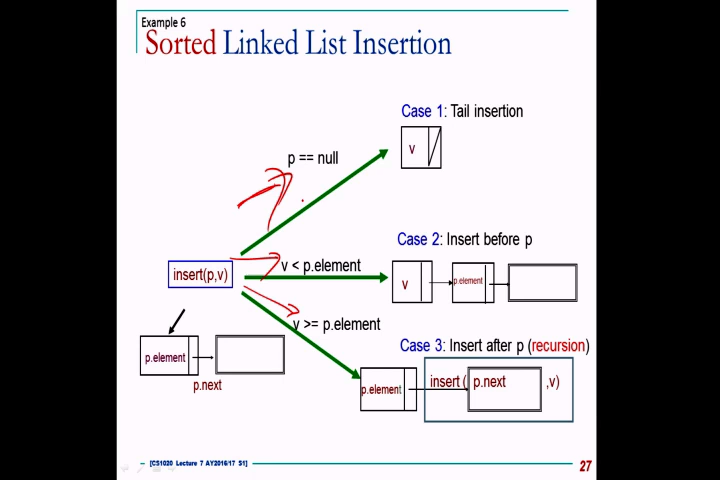 Example 6
Sorted Linked List Insertion
Case 1: Tail insertion
p == null
v
Case 2: Insert before p
v < p.element
insert(p,v)
v
p.element
v >= p.element
Case 3: Insert after p (recursion)
p.element
p.next
p.element
insert ( p.next ,v)
[CS1020 Lecture 7 AY2016/17 S1]
27